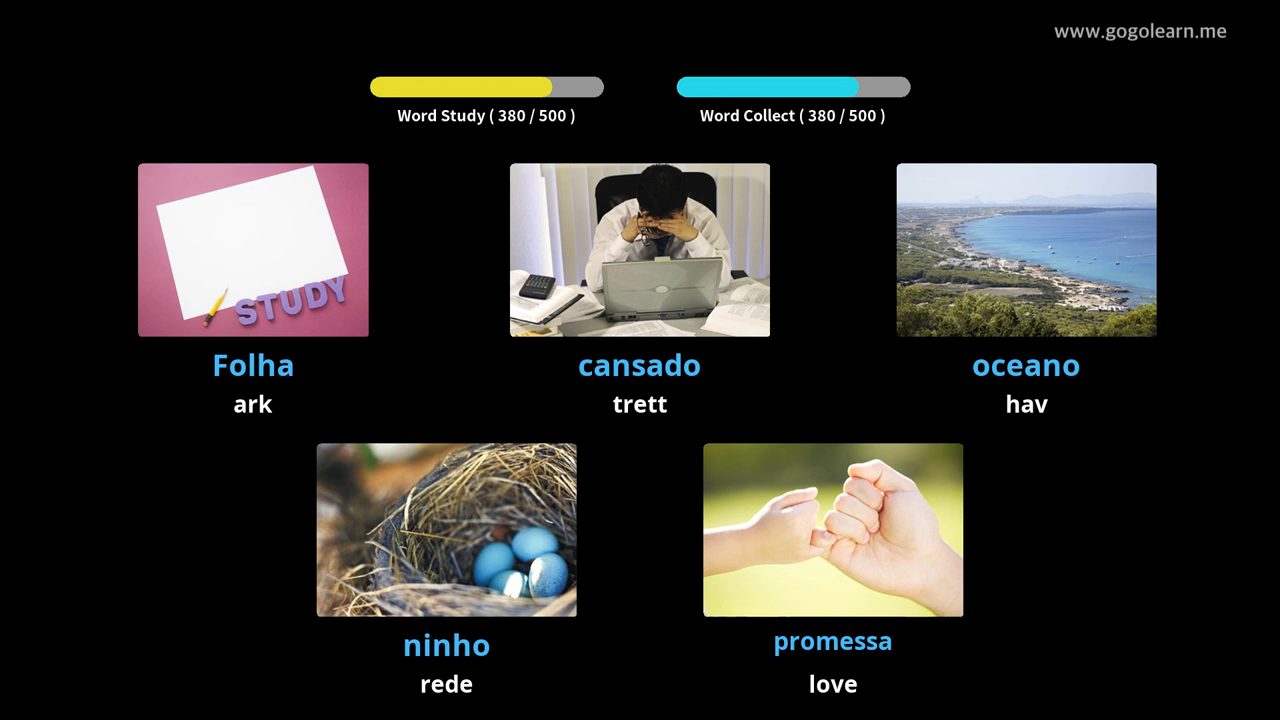 www.gogolearn.me
Word Study ( 380 / 500 )
Word Collect ( 380 / 500 )
STUDY
Folha
ark
cansado
trett
oceano
hav
ninho
rede
promessa
love